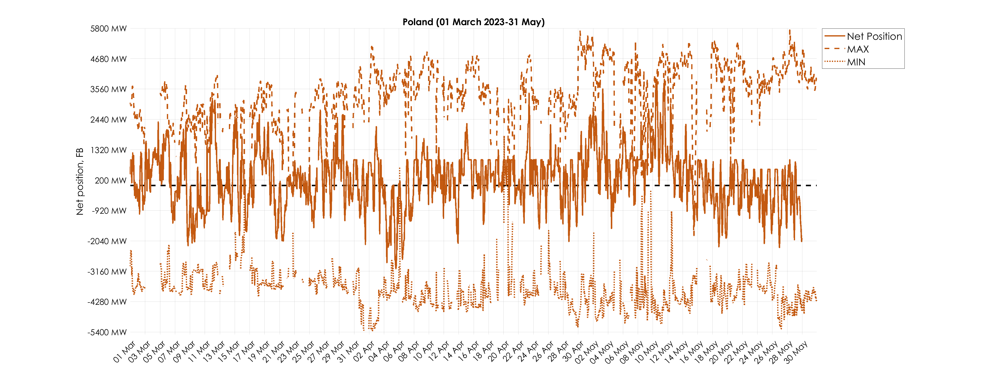 Poland (01 March 2023-31 May)
5800 MW
4680 MW
3560 MW
2440 MW
1320 MW
200 MW
-920 MW
-2040 MW
-3160 MW
-4280 MW
-5400 MW
Net position, FB
Net Position
MAX
MIN
01 Mar
03 Mar
05 Mar
07 Mar
09 Mar
11 Mar
13 Mar
15 Mar
17 Mar
19 Mar
21 Mar
23 Mar
25 Mar
27 Mar
29 Mar
31 Mar
02 Apr
04 Apr
06 Apr
08 Apr
10 Apr
12 Apr
14 Apr
16 Apr
18 Apr
20 Apr
22 Apr
24 Apr
26 Apr
28 Apr
30 Apr
02 May
04 May
06 May
08 May
10 May
12 May
14 May
16 May
18 May
20 May
22 May
24 May
26 May
28 May
30 May